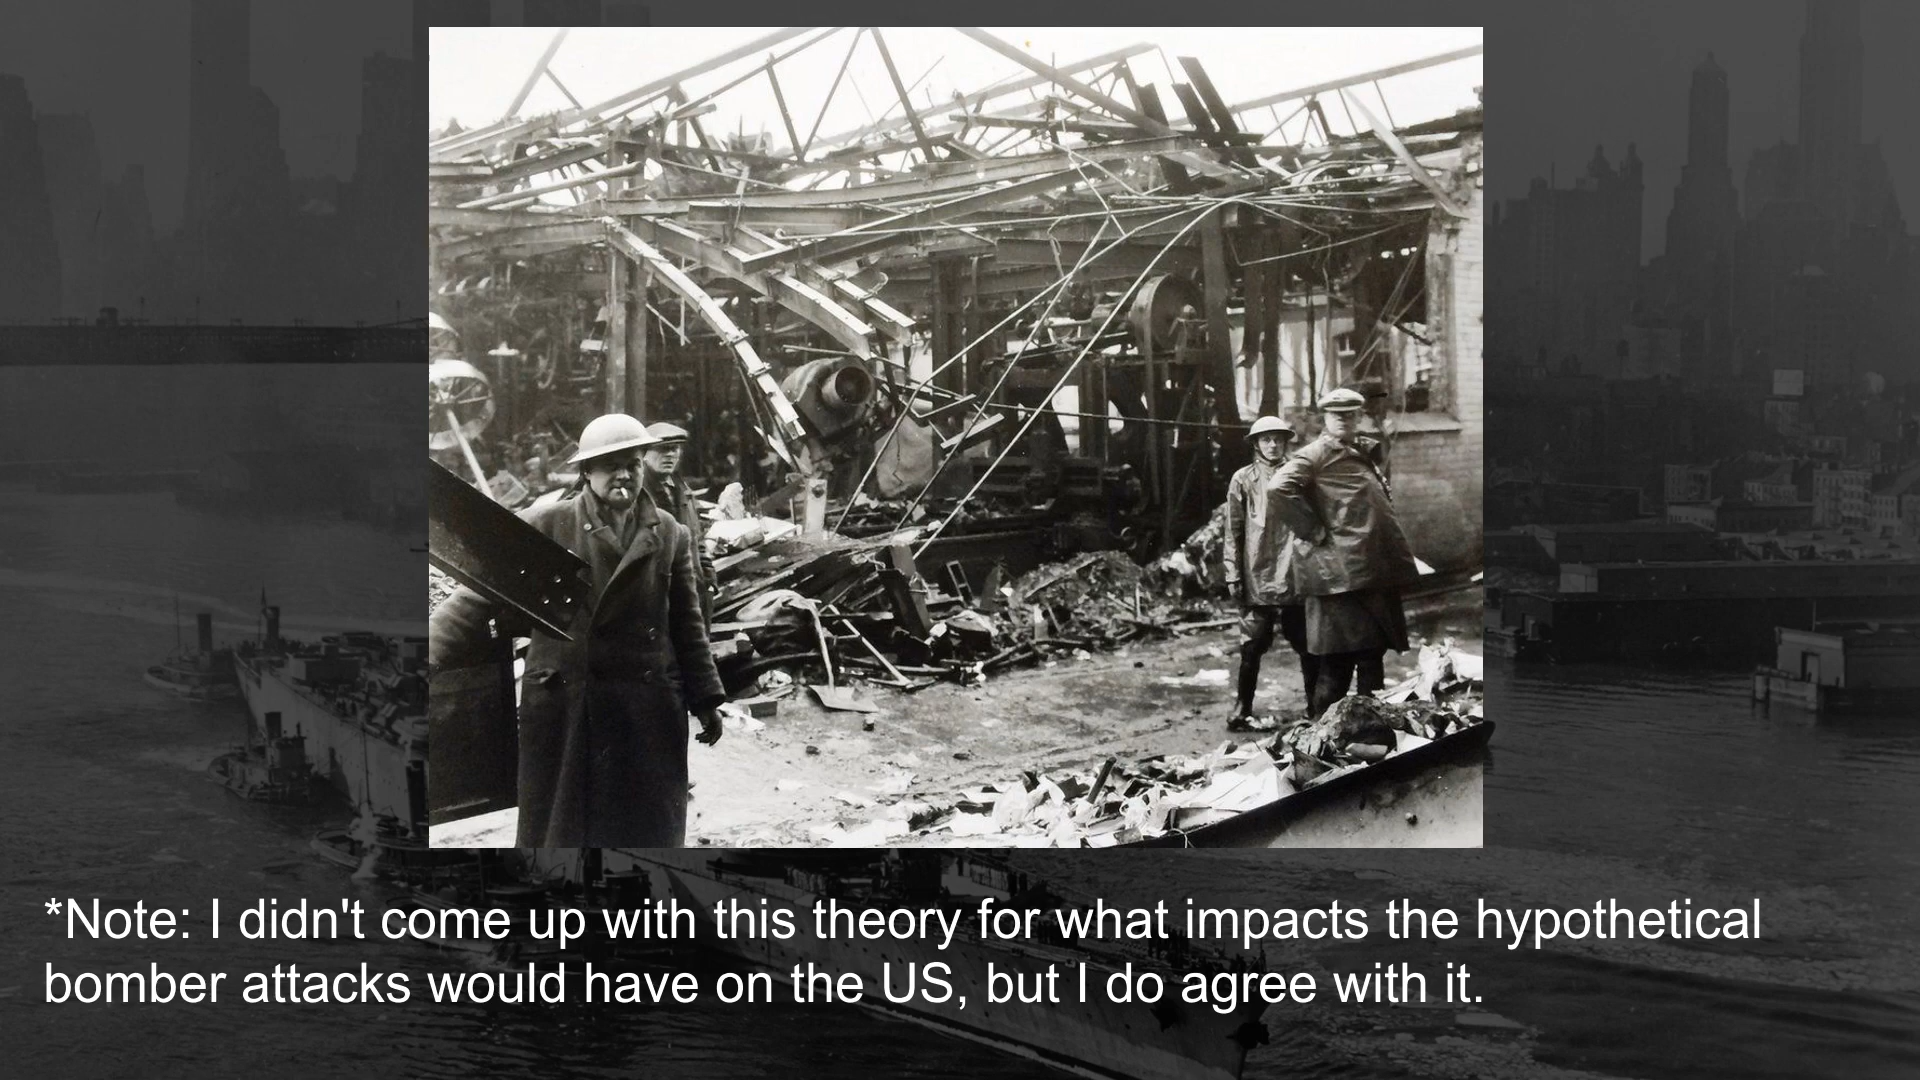 *Note: I didn't come up with this theory for what impacts the hypothetical
bomber attacks would have on the US, but I do agree with it.